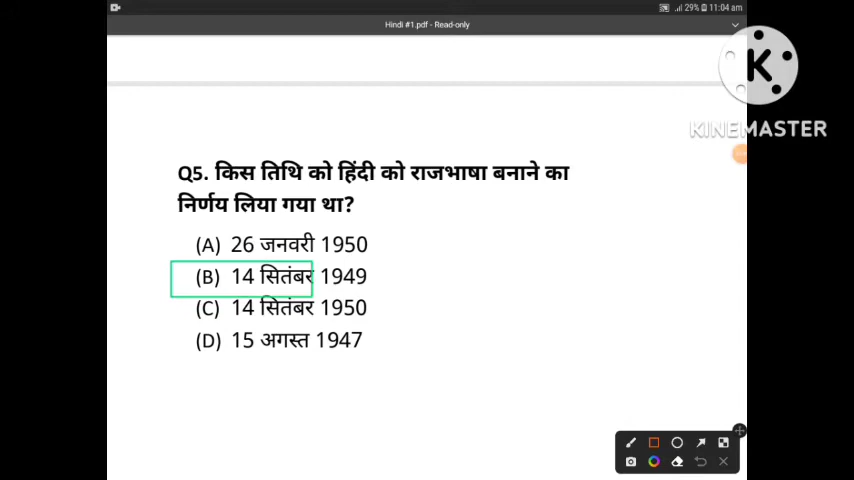 29% 11:04 am
Hindi #1.pdf - Read-only
K
KINEMASTER
Q5. किस तिथि को हिंदी को राजभाषा बनाने का
निर्णय लिया गया था?
(A) 26 जनवरी 1950
(B) 14 सितंबर 1949
(C) 14 सितंबर 1950
(D) 15 अगस्त 1947